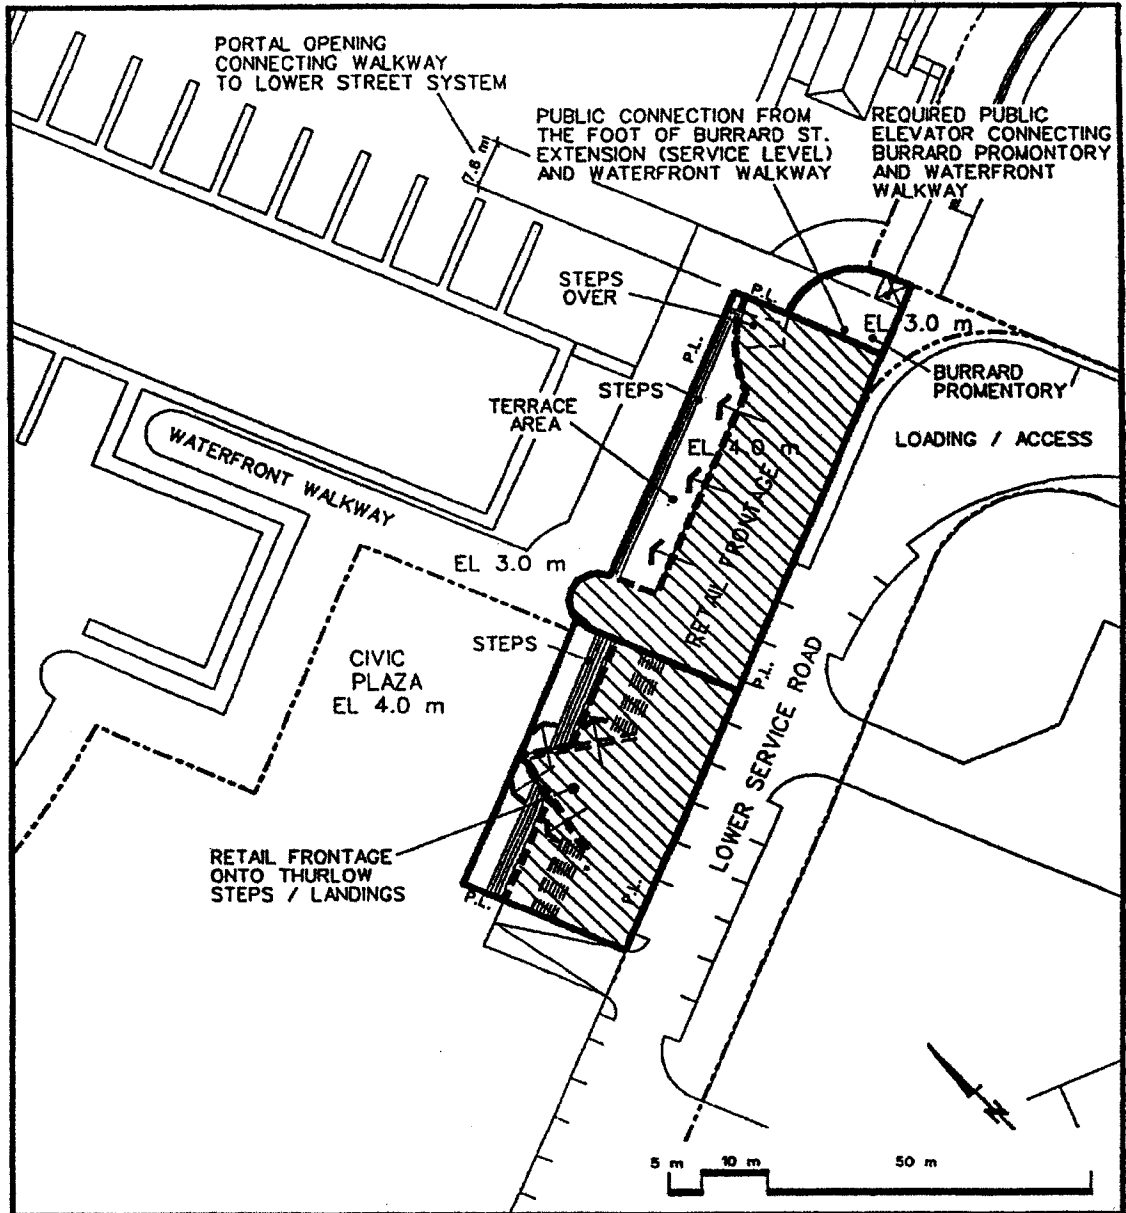 PORTAL OPENING
CONNECTING WALKWAY
TO LOWER STREET SYSTEM
7.6 m
PUBLIC CONNECTION FROM
THE FOOT OF BURRARD ST.
EXTENSION (SERVICE LEVEL)
AND WATERFRONT WALKWAY
REQUIRED PUBLIC
ELEVATOR CONNECTING
BURRARD PROMONTORY
AND WATERFRONT
WALKWAY
STEPS
OVER
P.L.
EL 3.0 m
P.L.
BURRARD
PROMENTORY
STEPS
TERRACE
AREA
EL 4.0 m
LOADING / ACCESS
WATERFRONT WALKWAY
RETAIL FRONTAGE
EL 3.0 m
STEPS
CIVIC
PLAZA
EL 4.0 m
P.L.
LOWER SERVICE ROAD
RETAIL FRONTAGE
ONTO THURLOW
STEPS / LANDINGS
P.L.
P.L.
N
5 m
10 m
50 m